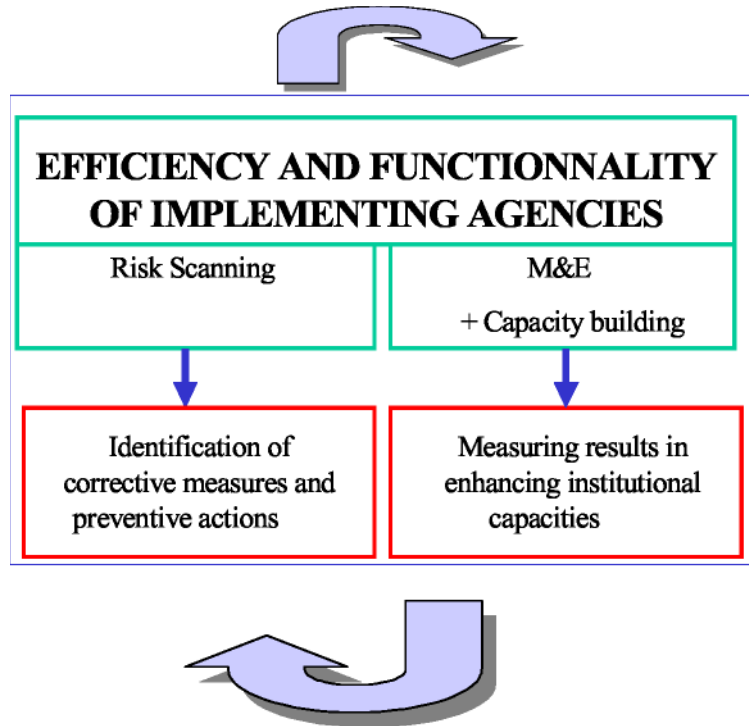 EFFICIENCY AND FUNCTIONNALITY
OF IMPLEMENTING AGENCIES
Risk Scanning
M&E
+ Capacity building
Identification of
corrective measures and
preventive actions
Measuring results in
enhancing institutional
capacities